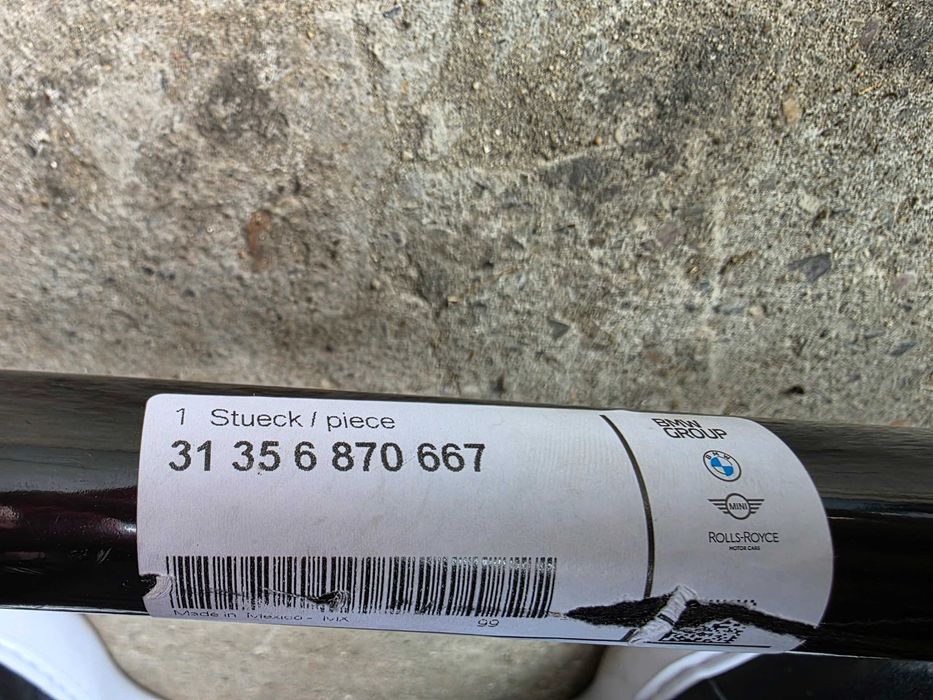 1 Stueck / piece
31 35 6 870 667
Made in Mexico - MX
99
BMW
GROUP
BMW
MINI
ROLLS-ROYCE
MOTOR CARS